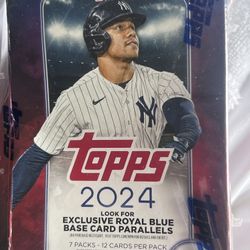 TOPPS
2024
LOOK FOR
EXCLUSIVE ROYAL BLUE
BASE CARD PARALLELS
7 PACKS - 12 CARDS PER PACK